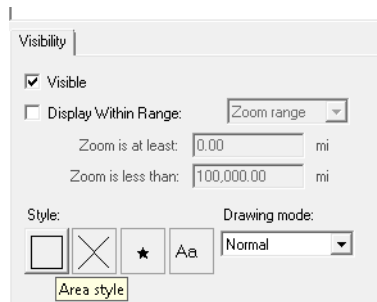 Visibility
Visible
Display Within Range: Zoom range
Zoom is at least: 0.00 mi
Zoom is less than: 100,000.00 mi
Style: Drawing mode:
Aa Normal
Area style